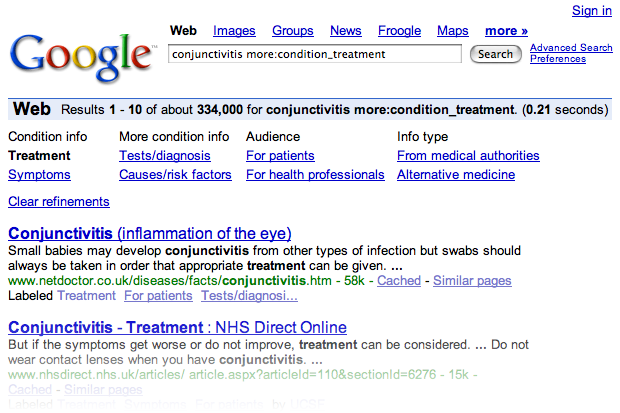 Sign in
Google™ Web Images Groups News Froogle Maps more »
conjunctivitis more:condition_treatment Search Advanced Search
Preferences
Web Results 1 - 10 of about 334,000 for conjunctivitis more:condition_treatment. (0.21 seconds)
Condition info More condition info Audience Info type
Treatment Tests/diagnosis For patients From medical authorities
Symptoms Causes/risk factors For health professionals Alternative medicine
Clear refinements
Conjunctivitis (inflammation of the eye)
Small babies may develop conjunctivitis from other types of infection but swabs should
always be taken in order that appropriate treatment can be given. ...
www.netdoctor.co.uk/diseases/facts/conjunctivitis.htm - 58k - Cached - Similar pages
Labeled Treatment For patients Tests/diagnosi...
Conjunctivitis - Treatment : NHS Direct Online
But if the symptoms get worse or do not improve, treatment can be considered. ... Do not
wear contact lenses when you have conjunctivitis. ...
www.nhsdirect.nhs.uk/articles/ article.aspx?articleId=110&sectionId=6276 - 15k -
Cached - Similar pages
Labeled Treatment Symptoms For patients by UCSF